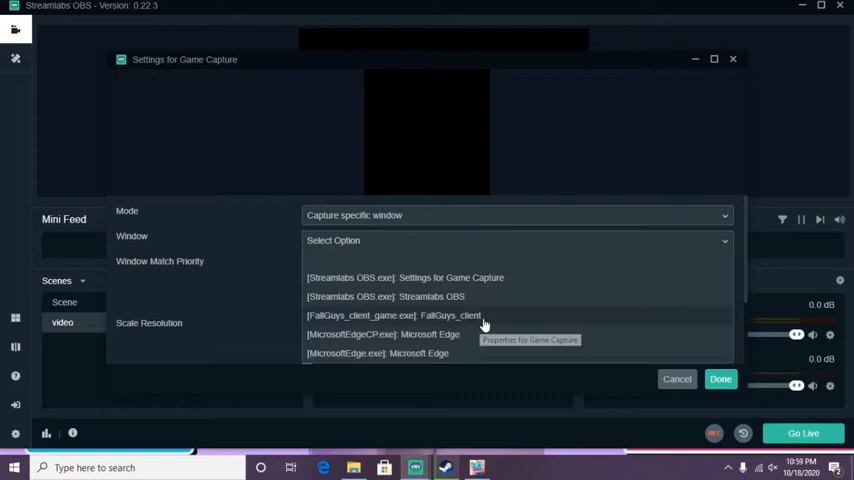 Streamlabs OBS - Version: 0.22.3
Settings for Game Capture
Mode
Capture specific window
Window
Select Option
Window Match Priority
[Streamlabs OBS.exe]: Settings for Game Capture
[Streamlabs OBS.exe]: Streamlabs OBS
[FallGuys_client_game.exe]: FallGuys_client
Scale Resolution
[MicrosoftEdgeCP.exe]: Microsoft Edge
Properties for Game Capture
[MicrosoftEdge.exe]: Microsoft Edge
Mini Feed
Scenes
Scene
video
0.0 dB
0.0 dB
Cancel
Done
REC
Go Live
Type here to search
10:59 PM
10/18/2020
2